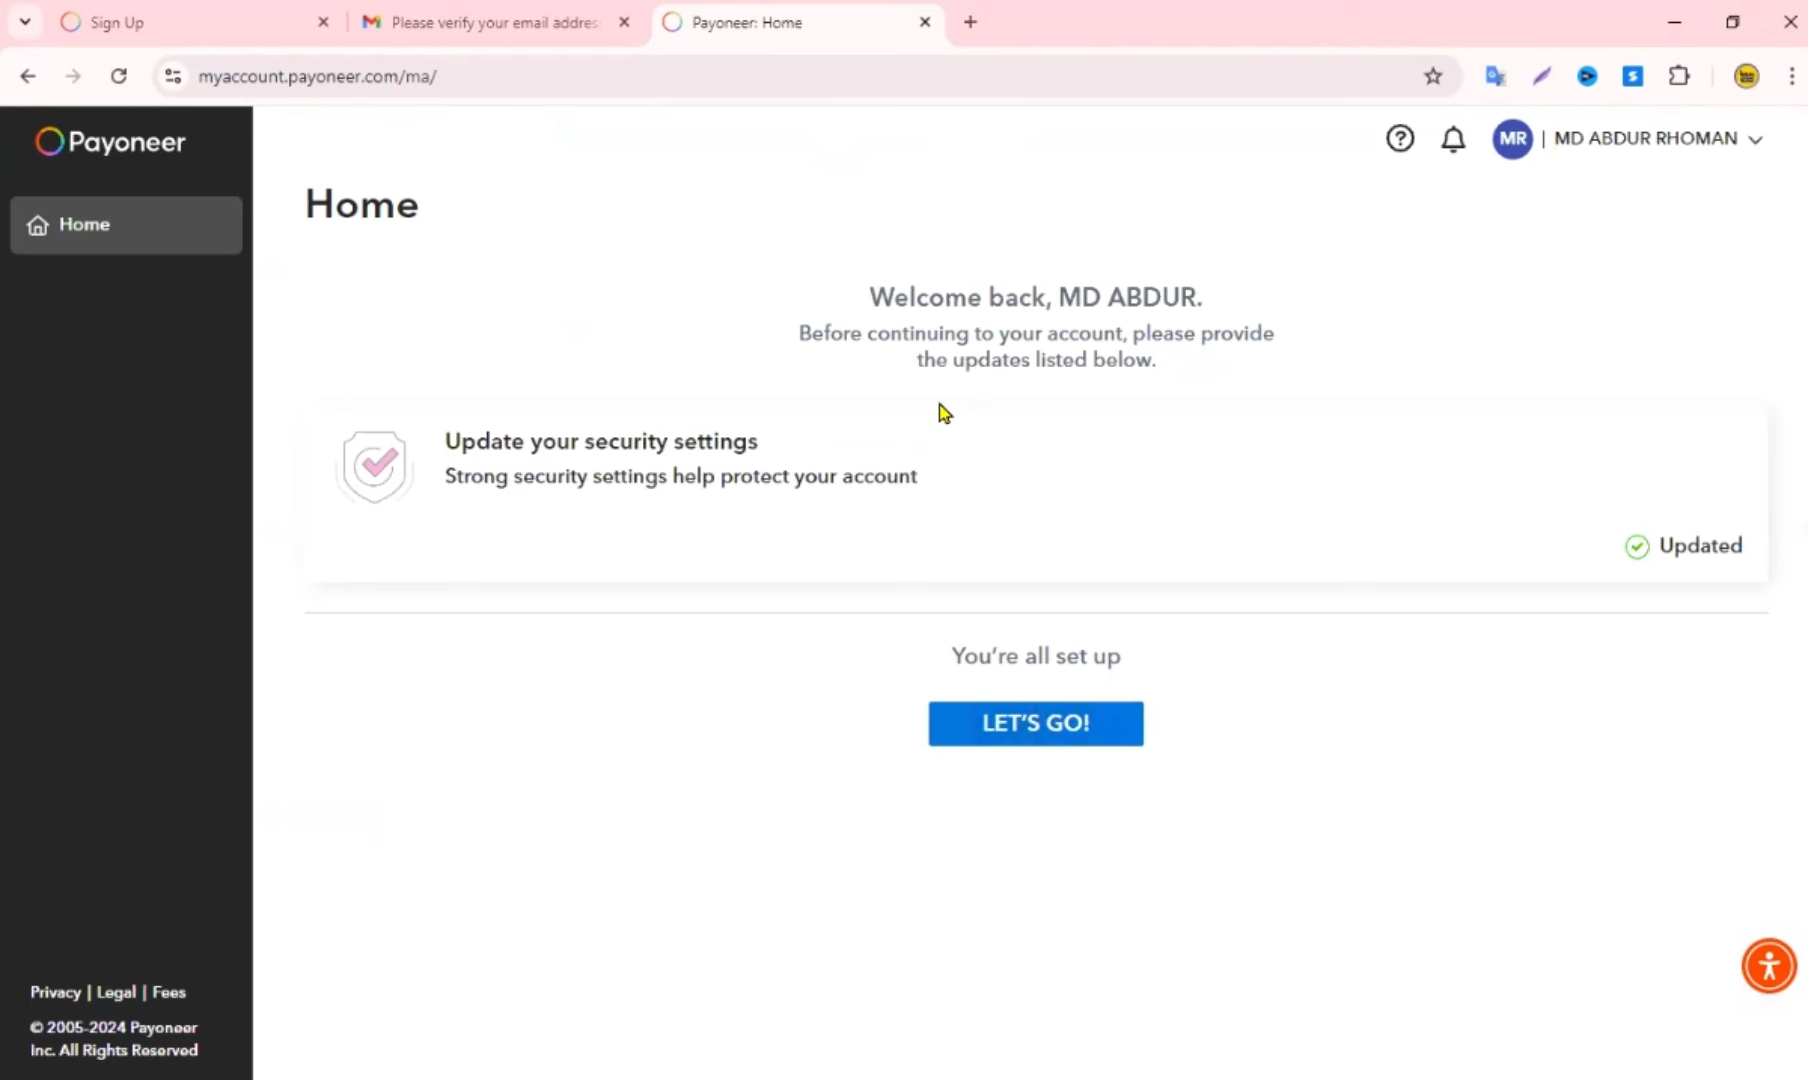 Sign Up
Please verify your email addres
Payoneer: Home
myaccount.payoneer.com/ma/
Payoneer
MR | MD ABDUR RHOMAN
Home
Home
Welcome back, MD ABDUR.
Before continuing to your account, please provide
the updates listed below.
Update your security settings
Strong security settings help protect your account
Updated
You're all set up
LET'S GO!
Privacy | Legal | Fees
© 2005-2024 Payoneer
Inc. All Rights Reserved